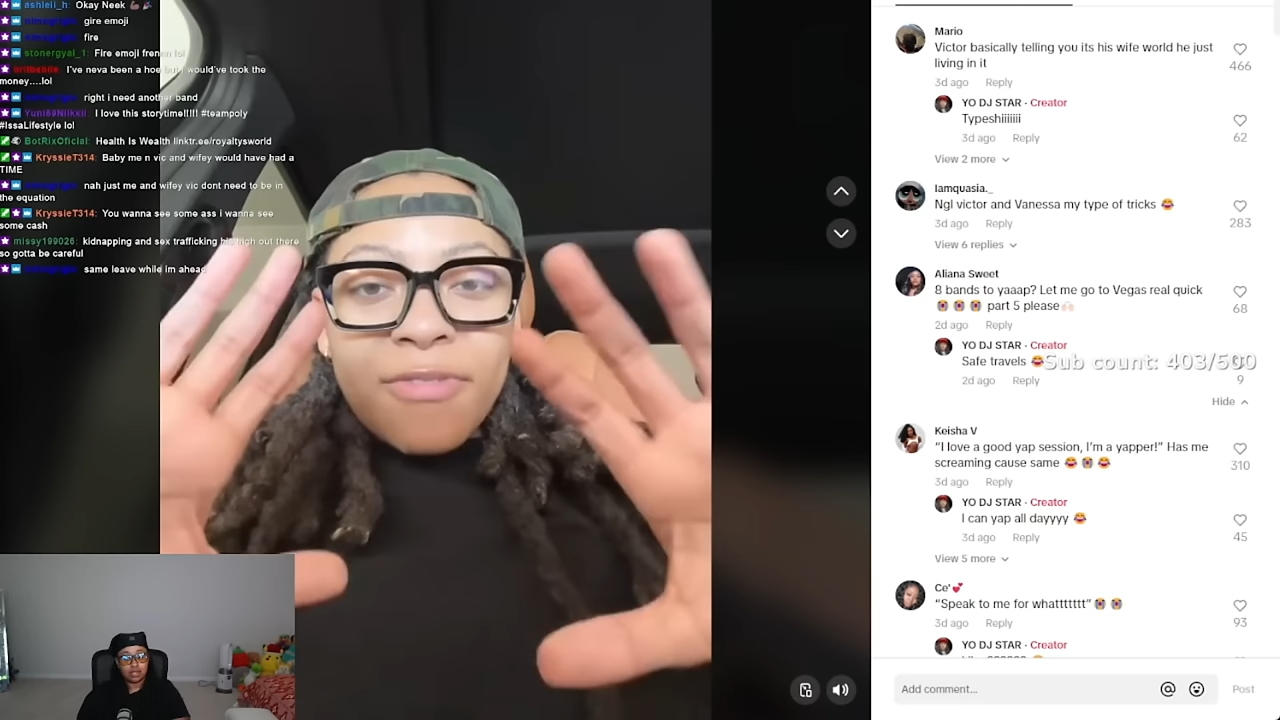 ashleii_h: Okay Neek
gire emoji
fire
stonergyal_1: Fire emoji frenan lol
I've neva been a hoe but i would've took the
money....lol
right i need another band
I love this storytime!!!!! #teampoly
#IssaLifestyle lol
BotRixOficial: Health Is Wealth linktr.ee/royaltysworld
KryssieT314: Baby me n vic and wifey would have had a
TIME
nah just me and wifey vic dont need to be in
the equation
KryssieT314: You wanna see some ass i wanna see
some cash
missy199026: kidnapping and sex trafficking his high out there
so gotta be careful
same leave while im ahead
Mario
Victor basically telling you its his wife world he just
living in it
466
3d ago Reply
YO DJ STAR · Creator
Typeshiiiiiii
62
3d ago Reply
View 2 more
Iamquasia._
Ngl victor and Vanessa my type of tricks 😂
283
3d ago Reply
View 6 replies
Aliana Sweet
8 bands to yaaap? Let me go to Vegas real quick
😭 😭 😭 part 5 please🙌🏻
68
2d ago Reply
YO DJ STAR · Creator
Safe travels 😂
Sub count: 403/500
2d ago Reply
9
Hide
Keisha V
“I love a good yap session, I’m a yapper!” Has me
screaming cause same 😂 😭 😂
310
3d ago Reply
YO DJ STAR · Creator
I can yap all dayyyy 😂
45
3d ago Reply
View 5 more
Ce'💕
“Speak to me for whattttttt”😭 😭
93
3d ago Reply
YO DJ STAR · Creator
Add comment...
Post